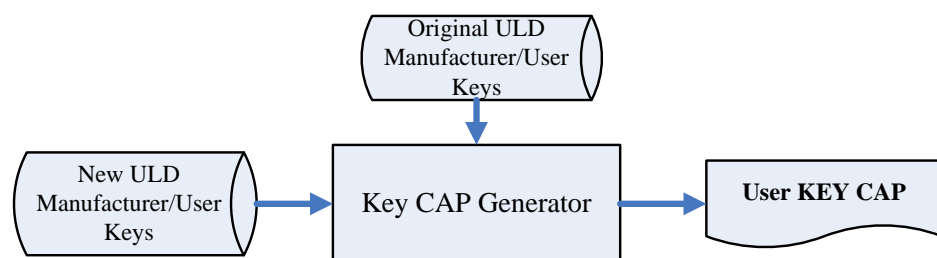 Original ULD
Manufacturer/User
Keys
New ULD
Manufacturer/User
Keys
Key CAP Generator
User KEY CAP